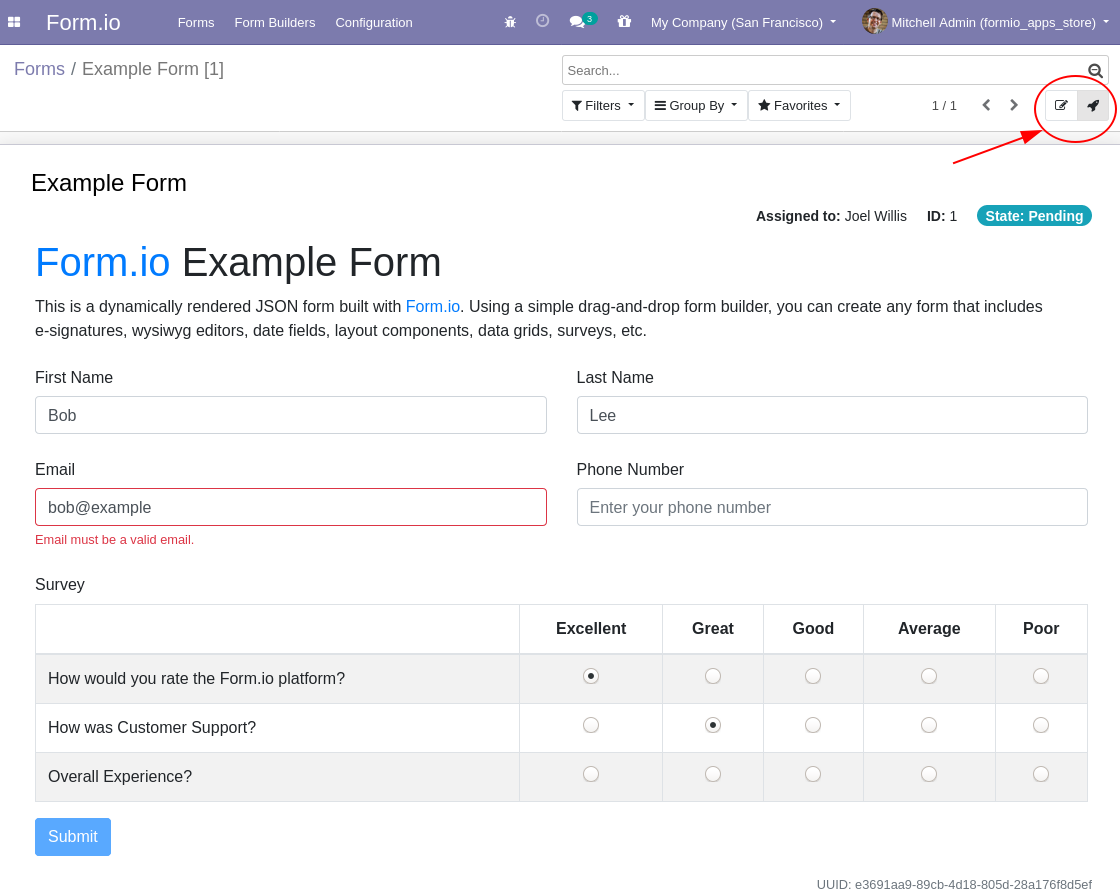 Form.io Forms Form Builders Configuration 3 My Company (San Francisco) Mitchell Admin (formio_apps_store)
Forms / Example Form [1]
Search...
Filters Group By Favorites 1 / 1
Example Form
Assigned to: Joel Willis ID: 1 State: Pending
Form.io Example Form
This is a dynamically rendered JSON form built with Form.io. Using a simple drag-and-drop form builder, you can create any form that includes
e-signatures, wysiwyg editors, date fields, layout components, data grids, surveys, etc.
First Name Last Name
Bob Lee
Email Phone Number
bob@example Enter your phone number
Email must be a valid email.
Survey
Excellent Great Good Average Poor
How would you rate the Form.io platform?
How was Customer Support?
Overall Experience?
Submit
UUID: e3691aa9-89cb-4d18-805d-28a176f8d5ef